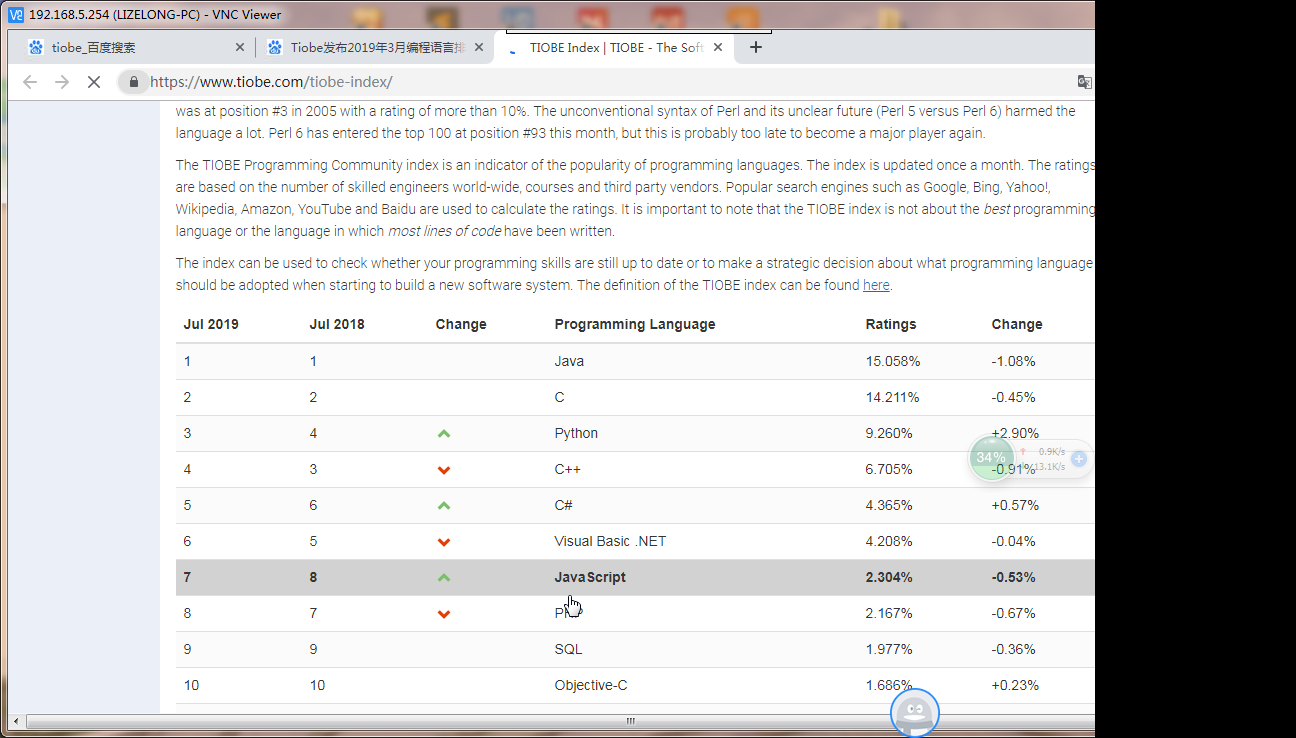 192.168.5.254 (LIZELONG-PC) - VNC Viewer
tiobe_百度搜索
Tiobe发布2019年3月编程语言排
TIOBE Index | TIOBE - The Soft
https://www.tiobe.com/tiobe-index/
was at position #3 in 2005 with a rating of more than 10%. The unconventional syntax of Perl and its unclear future (Perl 5 versus Perl 6) harmed the
language a lot. Perl 6 has entered the top 100 at position #93 this month, but this is probably too late to become a major player again.
The TIOBE Programming Community index is an indicator of the popularity of programming languages. The index is updated once a month. The ratings
are based on the number of skilled engineers world-wide, courses and third party vendors. Popular search engines such as Google, Bing, Yahoo!,
Wikipedia, Amazon, YouTube and Baidu are used to calculate the ratings. It is important to note that the TIOBE index is not about the best programming
language or the language in which most lines of code have been written.
The index can be used to check whether your programming skills are still up to date or to make a strategic decision about what programming language
should be adopted when starting to build a new software system. The definition of the TIOBE index can be found here.
Jul 2019 Jul 2018 Change Programming Language Ratings Change
1 1 Java 15.058% -1.08%
2 2 C 14.211% -0.45%
3 4 Python 9.260% +2.90%
4 3 C++ 6.705% -0.91%
34% 0.9K/s
13.1K/s
5 6 C# 4.365% +0.57%
6 5 Visual Basic .NET 4.208% -0.04%
7 8 JavaScript 2.304% -0.53%
8 7 PHP 2.167% -0.67%
9 9 SQL 1.977% -0.36%
10 10 Objective-C 1.686% +0.23%